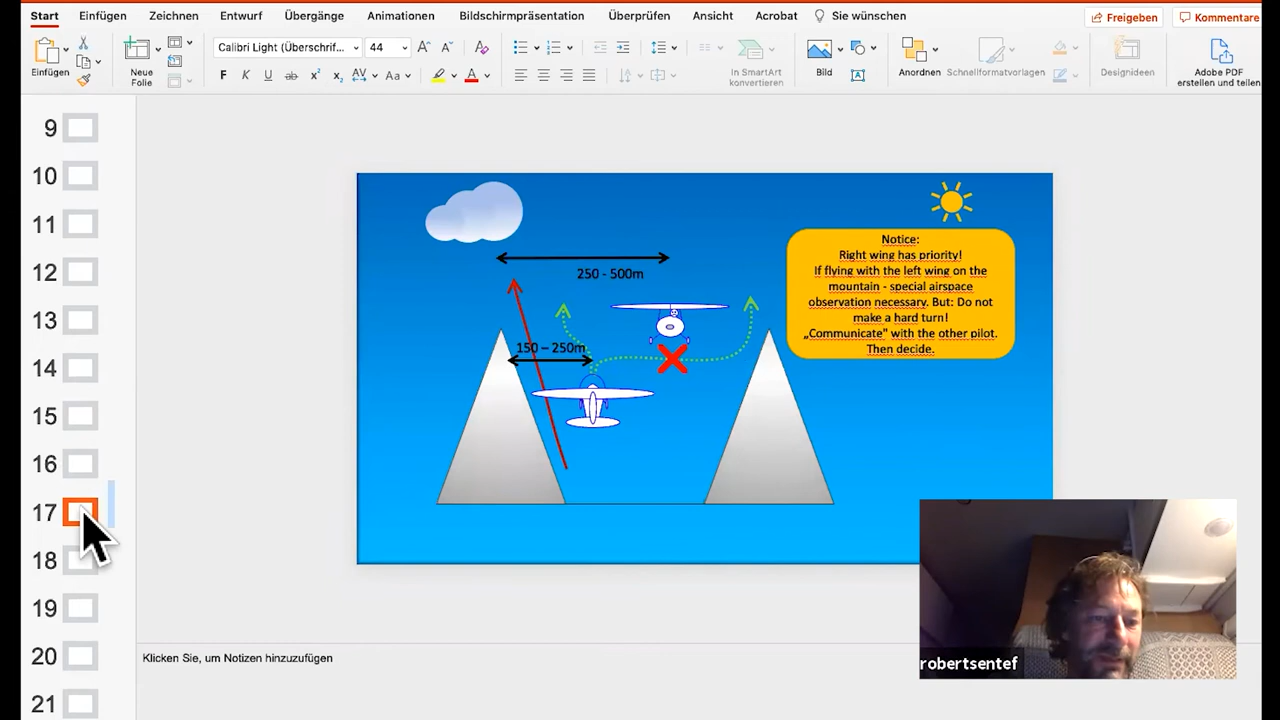 Start Einfügen Zeichnen Entwurf Übergänge Animationen Bildschirmpräsentation Überprüfen Ansicht Acrobat Sie wünschen Freigeben Kommentare
Calibri Light (Überschrif... 44
Einfügen
Neue
Folie
F K U ab x² x₂ AV Aa A
In SmartArt
konvertieren
Bild
Anordnen
Schnellformatvorlagen
Designideen
Adobe PDF
erstellen und teilen
9
10
11
12
13
14
15
16
17
18
19
20
21
250 - 500m
150 – 250m
Notice:
Right wing has priority!
If flying with the left wing on the
mountain - special airspace
observation necessary. But: Do not
make a hard turn!
„Communicate" with the other pilot.
Then decide.
Klicken Sie, um Notizen hinzuzufügen
robertsentef